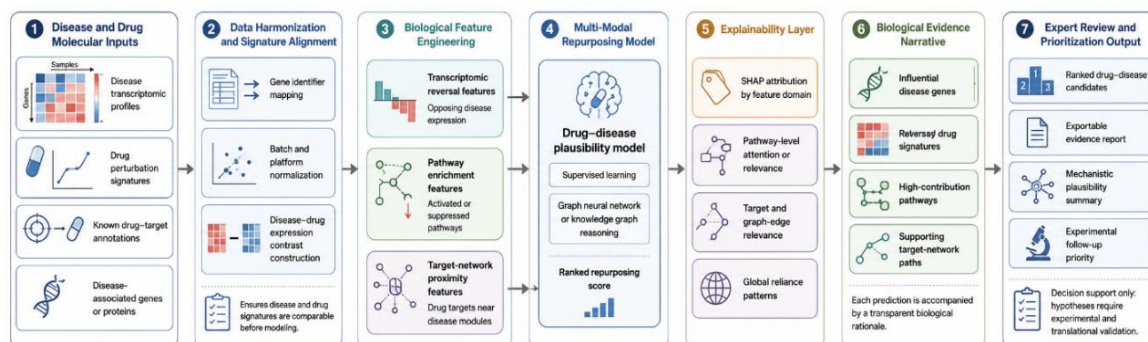 1
Disease and Drug
Molecular Inputs
Samples
Genes
Disease
transcriptomic
profiles
Drug
perturbation
signatures
Known drug–target
annotations
Disease-
associated genes
or proteins
2
Data Harmonization
and Signature Alignment
Gene identifier
mapping
Batch and
platform
normalization
Disease–drug
expression
contrast
construction
Ensures disease and drug
signatures are comparable
before modeling.
3
Biological Feature
Engineering
Transcriptomic
reversal features
Opposing disease
expression
Pathway
enrichment
features
Activated or
suppressed
pathways
Target-network
proximity
features
Drug targets near
disease modules
4
Multi-Modal
Repurposing Model
Drug–disease
plausibility model
Supervised learning
Graph neural network
or knowledge graph
reasoning
Ranked repurposing
score
5
Explainability Layer
SHAP attribution
by feature domain
Pathway-level
attention or
relevance
Target and
graph-edge
relevance
Global reliance
patterns
6
Biological Evidence
Narrative
Influential
disease genes
drug
signatures
High-contribution
pathways
Supporting
target-network
paths
Each prediction is accompanied
by a transparent biological
rationale.
7
Expert Review and
Prioritization Output
2 1 3
Ranked drug–disease
candidates
Exportable
evidence report
Mechanistic
plausibility
summary
Experimental
follow-up
priority
Decision support only:
hypotheses require
experimental and
translational validation.